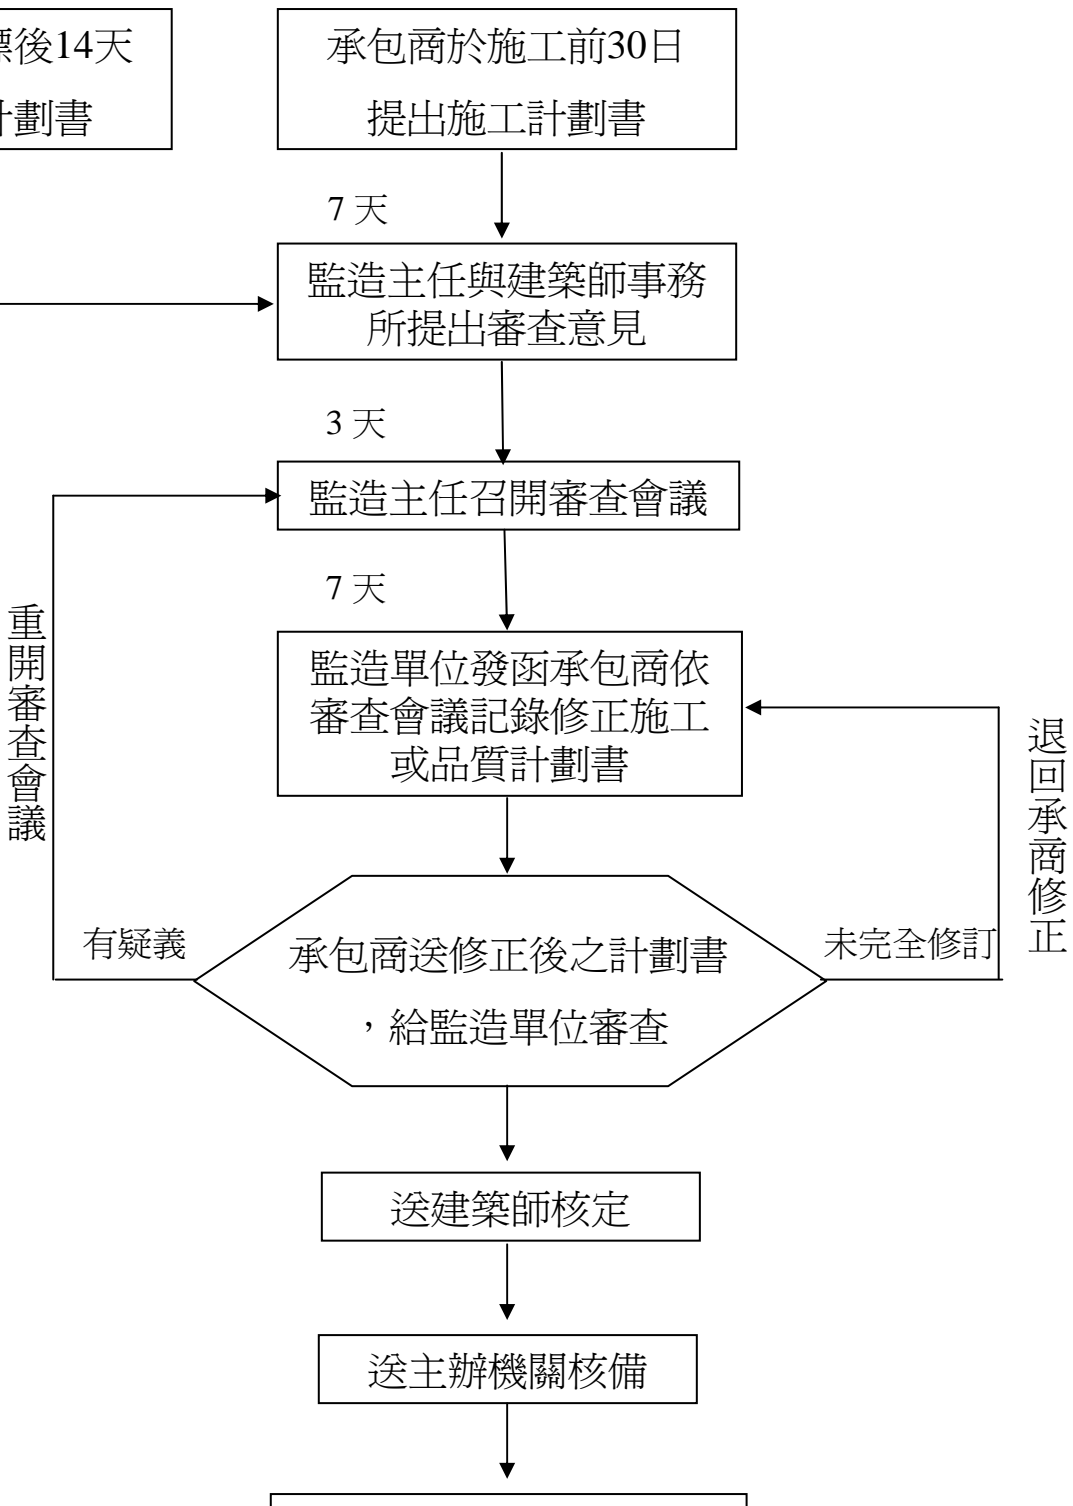 後14天
計劃書
承包商於施工前30日
提出施工計劃書
7 天
監造主任與建築師事務
所提出審查意見
3 天
監造主任召開審查會議
7 天
監造單位發函承包商依
審查會議記錄修正施工
或品質計劃書
重開審查會議
退回承商修正
有疑義
承包商送修正後之計劃書
，給監造單位審查
未完全修訂
送建築師核定
送主辦機關核備